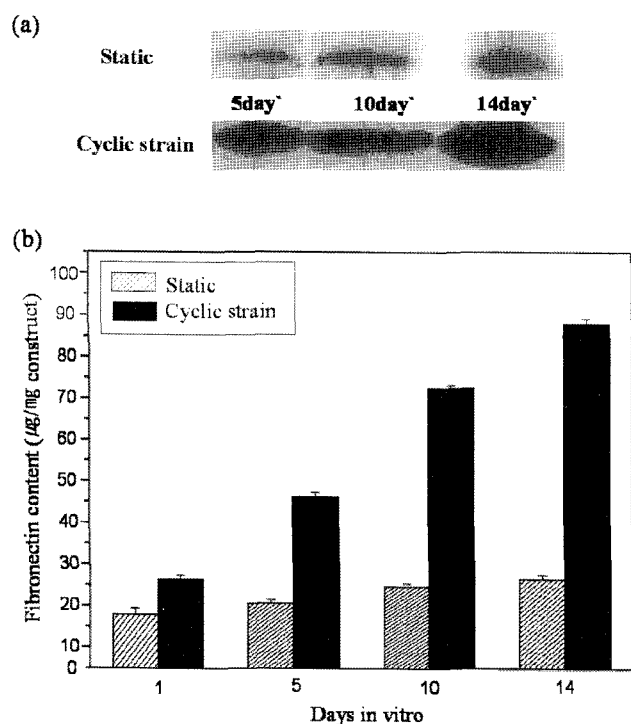 (a)
Static
5day` 10day` 14day`
Cyclic strain
(b)
Fibronectin content (㎍/㎎ construct)
100
90
70
60
50
40
30
20
10
0
Static
Cyclic strain
1 5 10 14
Days in vitro